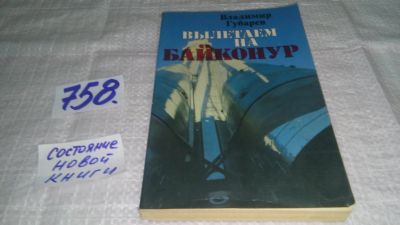 758.
состояние
новой
книги
Владимир
Губарев
ВЫЛЕТАЕМ
НА
БАЙКОНУР